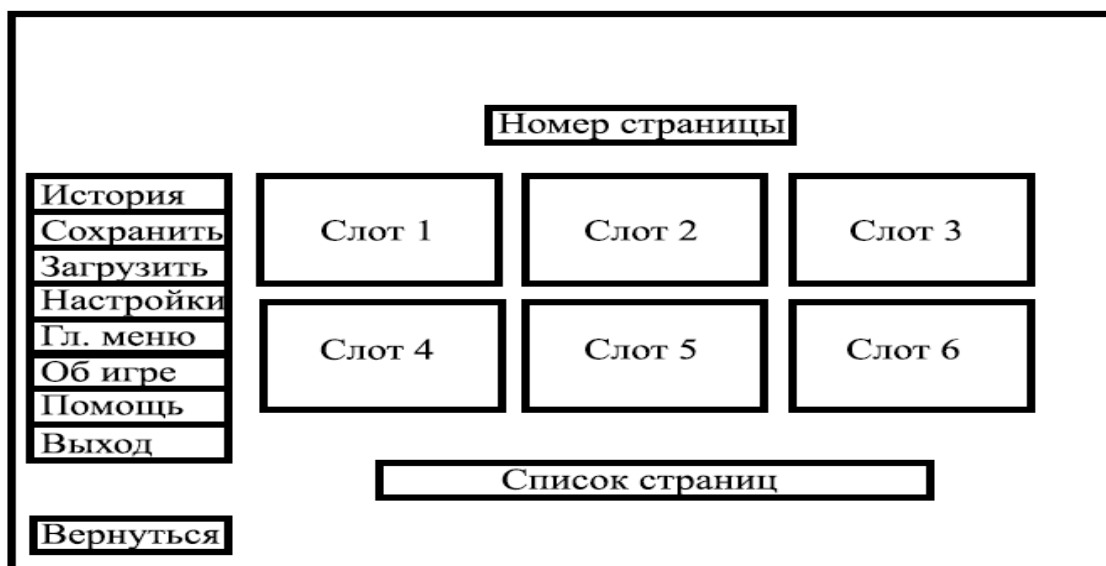 Номер страницы
История
Сохранить
Загрузить
Настройки
Гл. меню
Об игре
Помощь
Выход
Вернуться
Слот 1
Слот 2
Слот 3
Слот 4
Слот 5
Слот 6
Список страниц